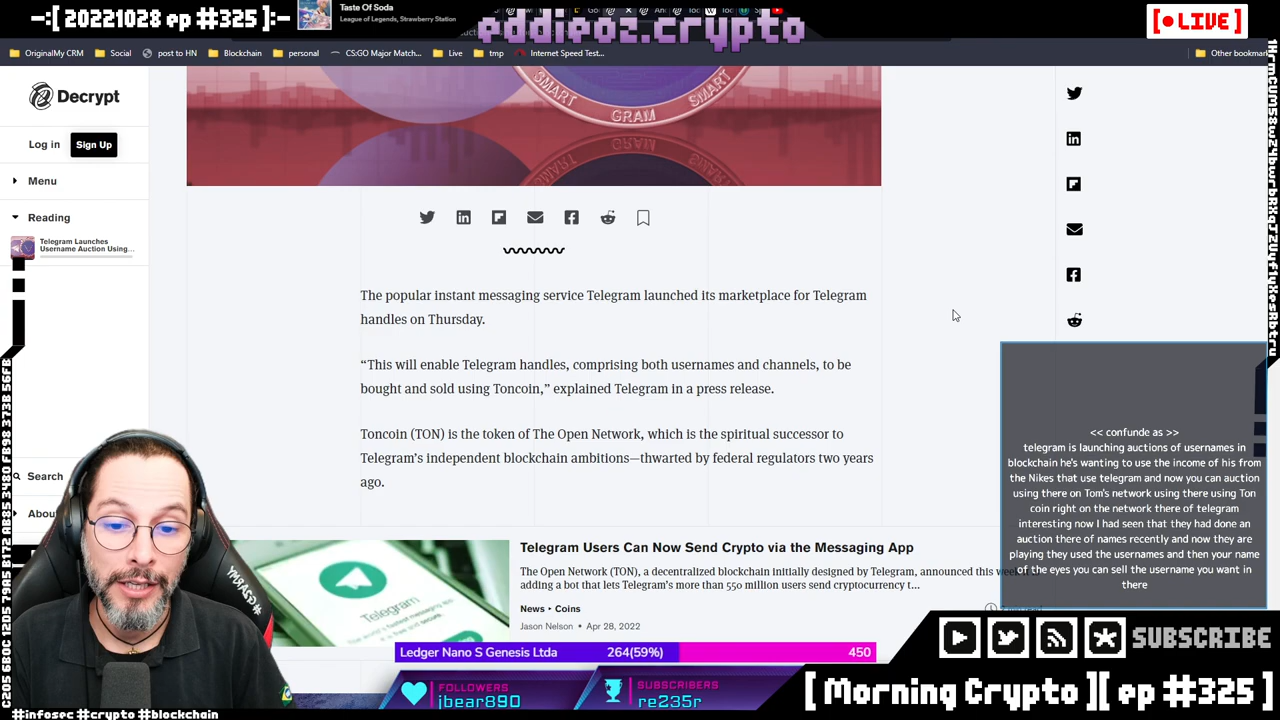 -:[ 20221028 ep #325 ]:-
Taste Of Soda
League of Legends, Strawberry Station
eddieoz.crypto
[ • LIVE ]
OriginalMy CRM
Social
post to HN
Blockchain
personal
CS:GO Major Match...
Live
tmp
Internet Speed Test...
Other bookmar
Decrypt
Log in
Sign Up
Menu
Reading
Telegram Launches
Username Auction Using...
Search
Abou
SMART
GRAM
SMART
The popular instant messaging service Telegram launched its marketplace for Telegram
handles on Thursday.
“This will enable Telegram handles, comprising both usernames and channels, to be
bought and sold using Toncoin,” explained Telegram in a press release.
Toncoin (TON) is the token of The Open Network, which is the spiritual successor to
Telegram’s independent blockchain ambitions—thwarted by federal regulators two years
ago.
Telegram Users Can Now Send Crypto via the Messaging App
The Open Network (TON), a decentralized blockchain initially designed by Telegram, announced this week
adding a bot that lets Telegram's more than 550 million users send cryptocurrency t...
News ‣ Coins
Jason Nelson • Apr 28, 2022
Telegram
<< confunde as >>
telegram is launching auctions of usernames in
blockchain he's wanting to use the income of his from
the Nikes that use telegram and now you can auction
using there on Tom's network using there using Ton
coin right on the network there of telegram
interesting now I had seen that they had done an
auction there of names recently and now they are
playing they used the usernames and then your name
of the eyes you can sell the username you want in
there
Ledger Nano S Genesis Ltda
264(59%)
450
FOLLOWERS
jbear890
SUBSCRIBERS
re235r
SUBSCRIBE
[ Morning Crypto ][ ep #325 ]
#infosec #crypto #blockchain